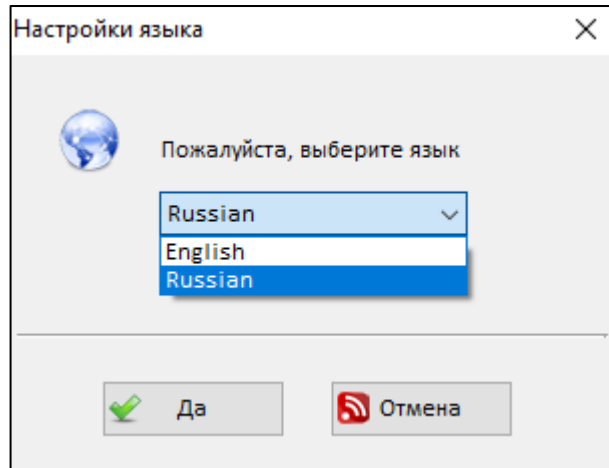 Настройки языка
Пожалуйста, выберите язык
Russian
English
Russian
Да
Отмена